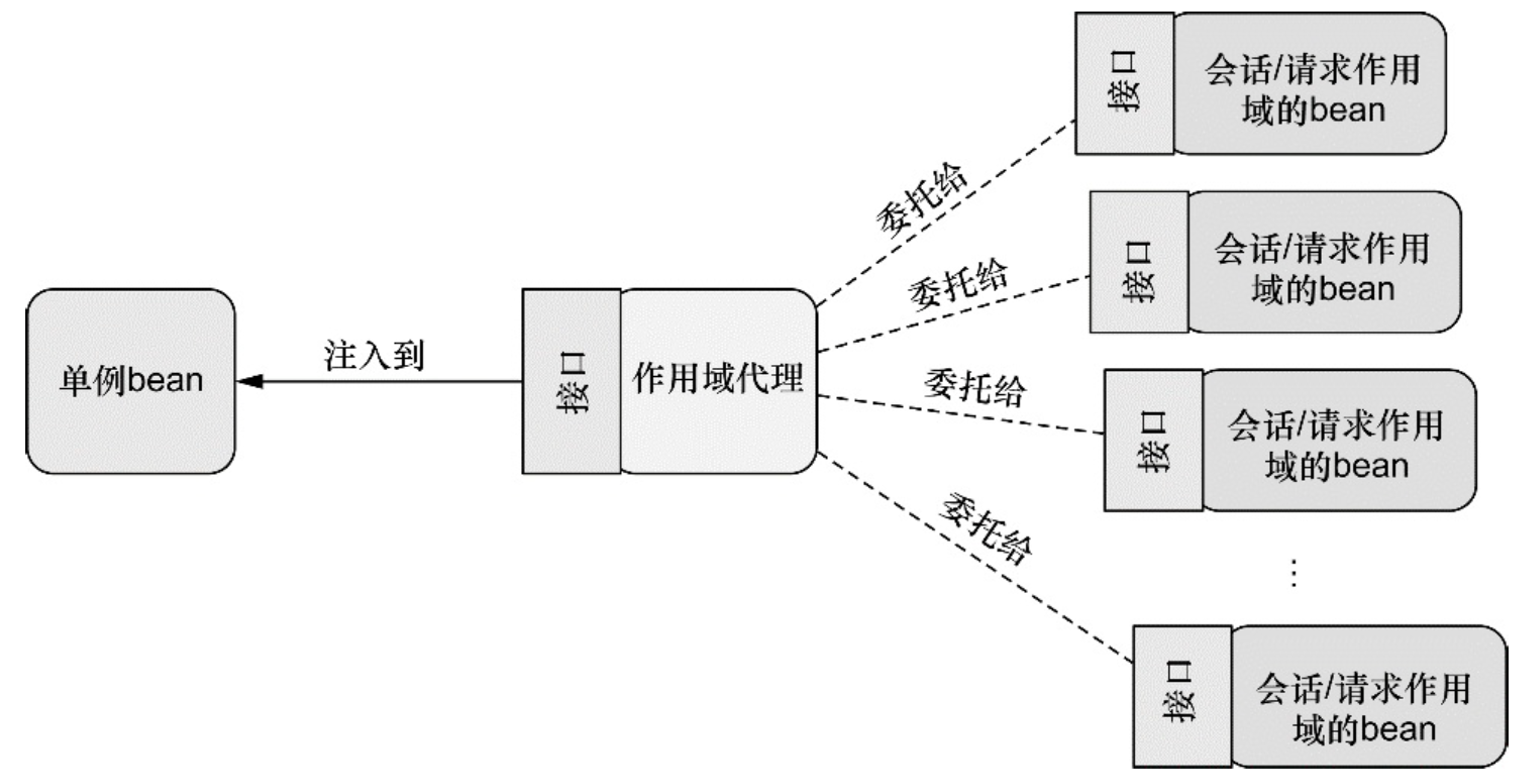 单例bean
注入到
接口
作用域代理
委托给
委托给
委托给
委托给
接口
会话/请求作用
域的bean
接口
会话/请求作用
域的bean
接口
会话/请求作用
域的bean
⋮
接口
会话/请求作用
域的bean